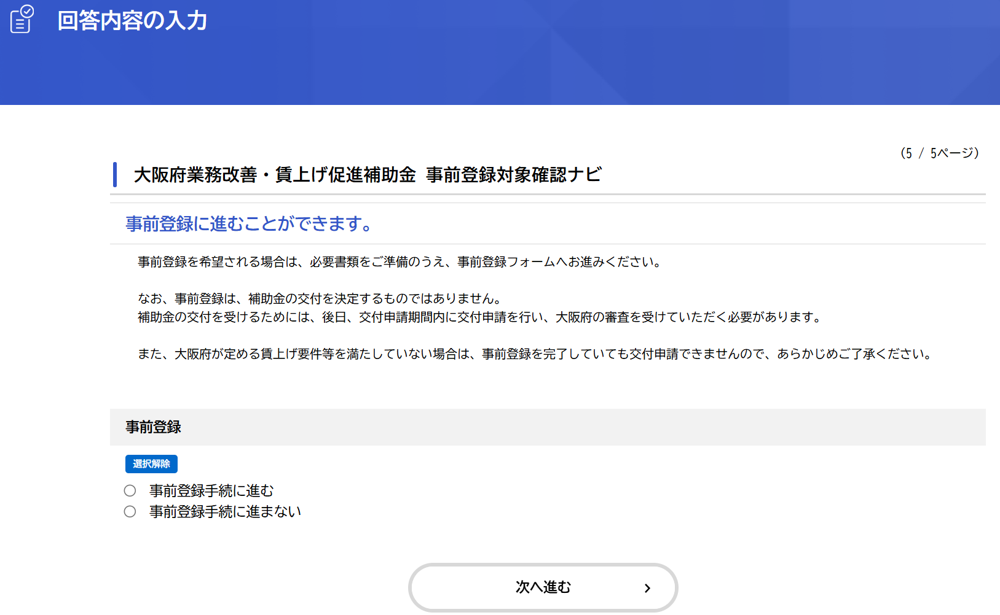 回答内容の入力
（5 / 5ページ）
大阪府業務改善・賃上げ促進補助金 事前登録対象確認ナビ
事前登録に進むことができます。
事前登録を希望される場合は、必要書類をご準備のうえ、事前登録フォームへお進みください。
なお、事前登録は、補助金の交付を決定するものではありません。
補助金の交付を受けるためには、後日、交付申請期間内に交付申請を行い、大阪府の審査を受けていただく必要があります。
また、大阪府が定める賃上げ要件等を満たしていない場合は、事前登録を完了していても交付申請できませんので、あらかじめご了承ください。
事前登録
選択解除
事前登録手続に進む
事前登録手続に進まない
次へ進む